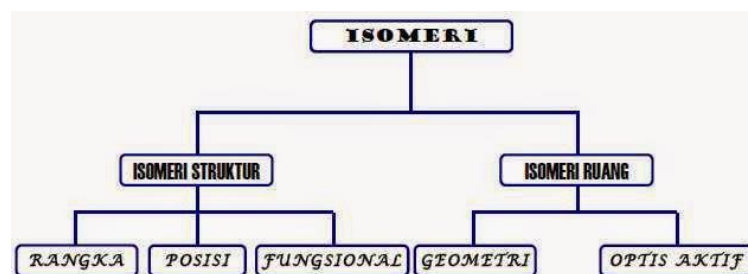 ISOMERI
ISOMERI STRUKTUR
ISOMERI RUANG
RANGKA
POSISI
FUNGSIONAL
GEOMETRI
OPTIS AKTIF